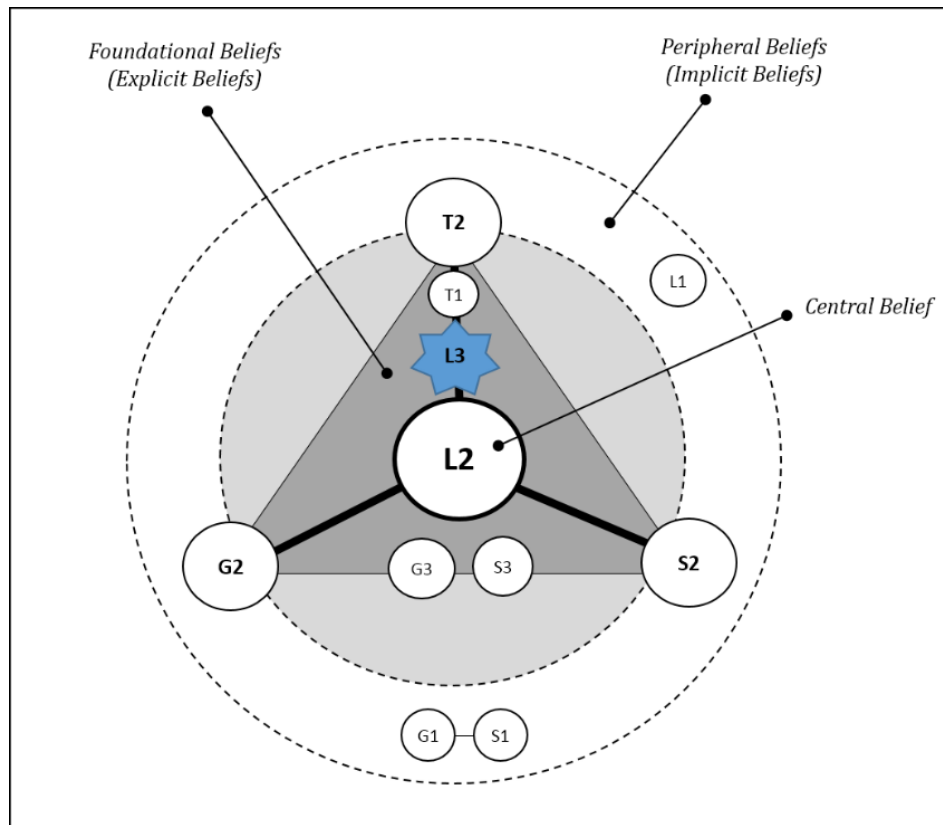 Foundational Beliefs
(Explicit Beliefs)
Peripheral Beliefs
(Implicit Beliefs)
T2
L1
T1
Central Belief
L3
L2
G2
G3
S3
S2
G1
S1